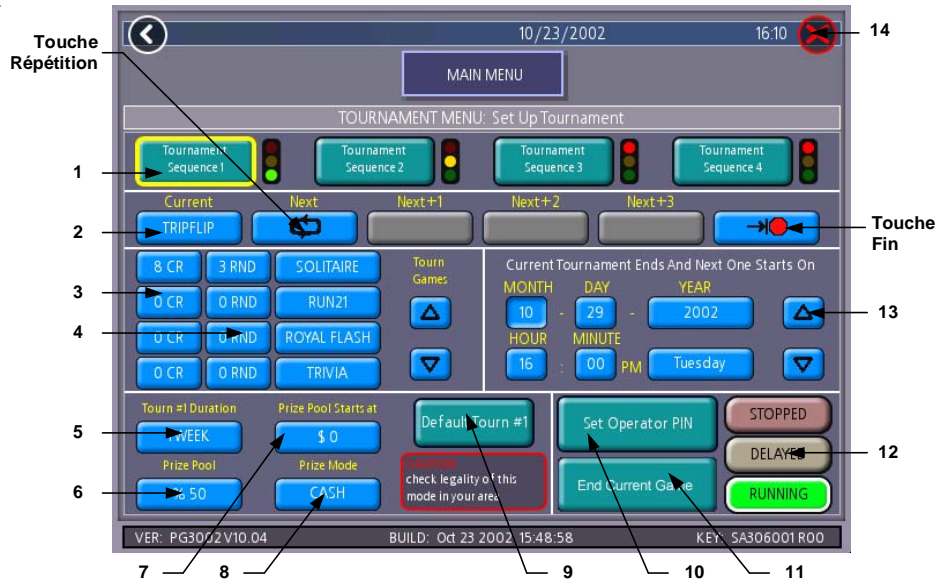 10/23/2002 16:10 14
Touche
Répétition
MAIN MENU
TOURNAMENT MENU: Set Up Tournament
1
Tournament
Sequence 1
Tournament
Sequence 2
Tournament
Sequence 3
Tournament
Sequence 4
Current Next Next+1 Next+2 Next+3
2 TRIPFLIP
Touche
Fin
8 CR 3 RND SOLITAIRE
3 0 CR 0 RND RUN21
4 0 CR 0 RND ROYAL FLASH
0 CR 0 RND TRIVIA
Tourn
Games
Current Tournament Ends And Next One Starts On
MONTH DAY YEAR
10 - 29 - 2002 13
HOUR MINUTE
16 : 00 PM Tuesday
Tourn #1 Duration Prize Pool Starts at
5 1 WEEK $ 0
Prize Pool Prize Mode
6 % 50 CASH
Default Tourn #1
check legality of this
mode in your area
Set Operator PIN
End Current Game
STOPPED
DELAYED 12
RUNNING
VER: PG3002 V10.04 BUILD: Oct 23 2002 15:48:58 KEY: SA306001 R00
7 8 9 10 11